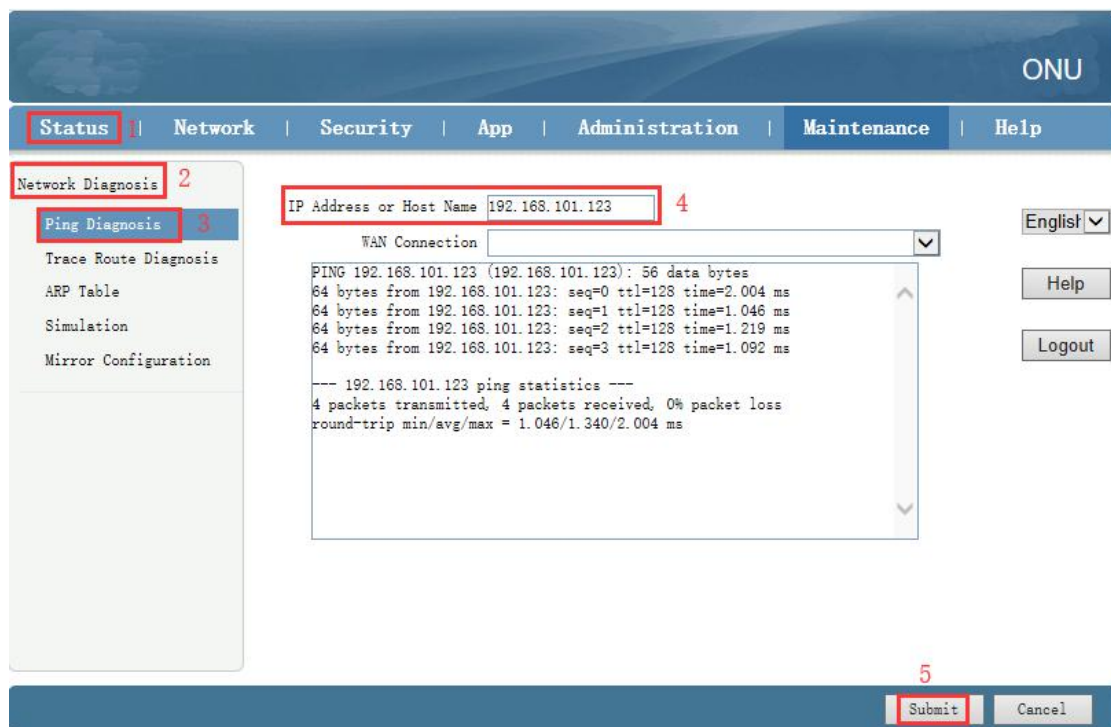 ONU
Status 1 | Network | Security | App | Administration | Maintenance | Help
Network Diagnosis 2
Ping Diagnosis 3
Trace Route Diagnosis
ARP Table
Simulation
Mirror Configuration
IP Address or Host Name 192.168.101.123 4
WAN Connection
PING 192.168.101.123 (192.168.101.123): 56 data bytes
64 bytes from 192.168.101.123: seq=0 ttl=128 time=2.004 ms
64 bytes from 192.168.101.123: seq=1 ttl=128 time=1.046 ms
64 bytes from 192.168.101.123: seq=2 ttl=128 time=1.219 ms
64 bytes from 192.168.101.123: seq=3 ttl=128 time=1.092 ms
--- 192.168.101.123 ping statistics ---
4 packets transmitted, 4 packets received, 0% packet loss
round-trip min/avg/max = 1.046/1.340/2.004 ms
English
Help
Logout
5
Submit
Cancel